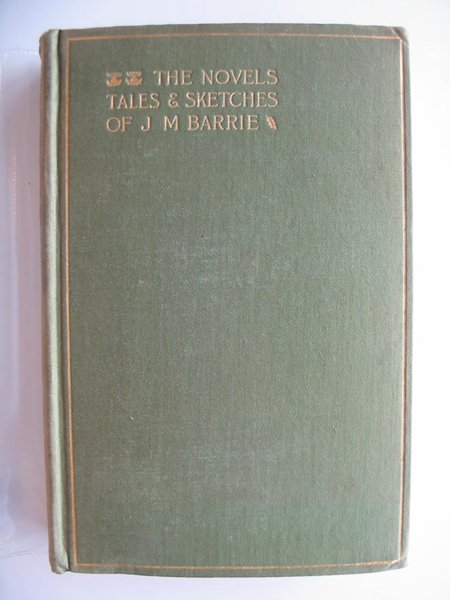 THE NOVELS
TALES & SKETCHES
OF J M BARRIE